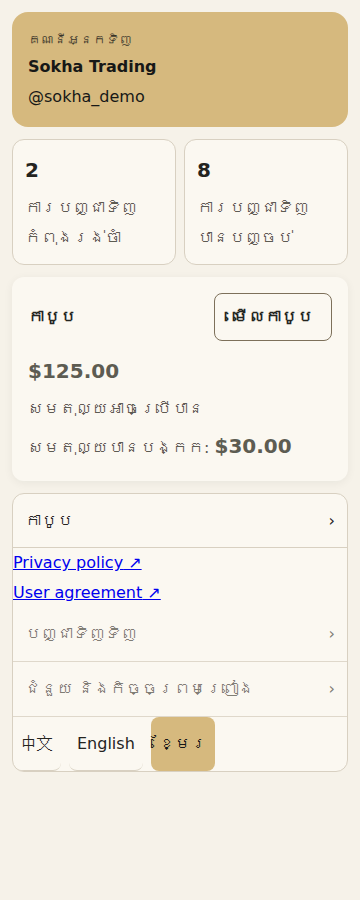 គណនីអ្នកទិញ
Sokha Trading
@sokha_demo
2
ការបញ្ជាទិញ
កំពុងរង់ចាំ
8
ការបញ្ជាទិញ
បានបញ្ចប់
កាបូប
មើលកាបូប
$125.00
សមតុល្យអាចប្រើបាន
សមតុល្យបានបង្កក: $30.00
កាបូប ›
Privacy policy ↗
User agreement ↗
បញ្ជាទិញទិញ ›
ជំនួយ និងកិច្ចព្រមព្រៀង ›
中文 English ខ្មែរ